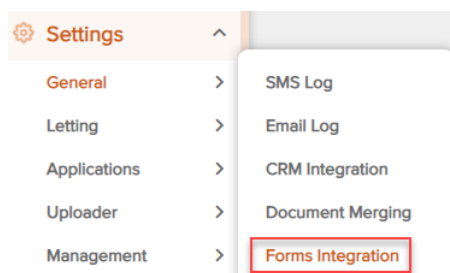 Settings
General
Letting
Applications
Uploader
Management
SMS Log
Email Log
CRM Integration
Document Merging
Forms Integration